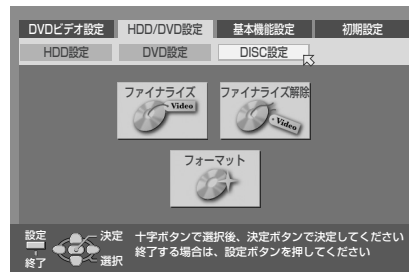 DVDビデオ設定 HDD/DVD設定 基本機能設定 初期設定
HDD設定 DVD設定 DISC設定
ファイナライズ ファイナライズ解除
Video Video
フォーマット
設定 決定 十字ボタンで選択後、決定ボタンで決定してください
終了 選択 終了する場合は、設定ボタンを押してください